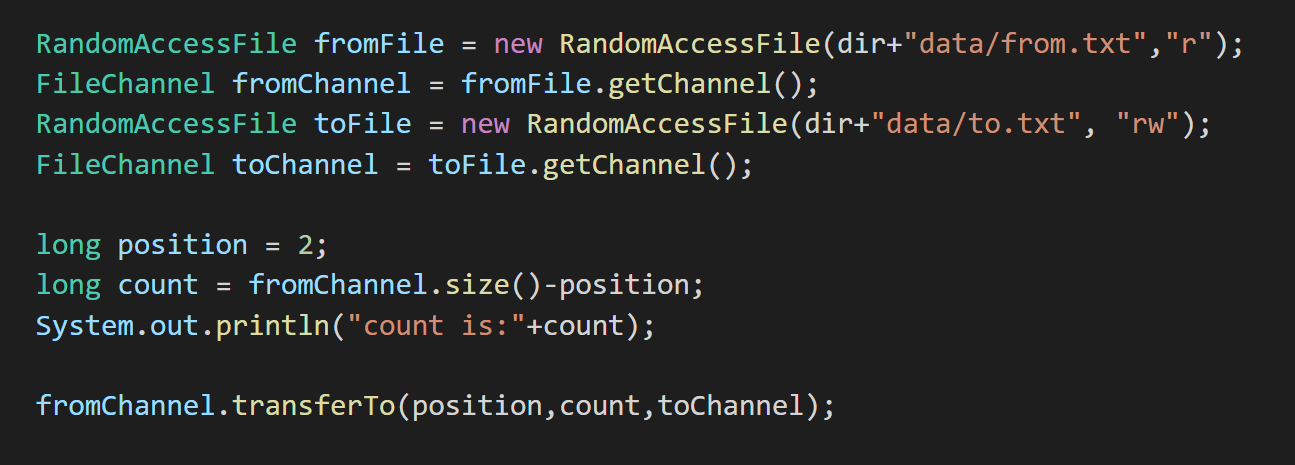 RandomAccessFile fromFile = new RandomAccessFile(dir+"data/from.txt","r");
FileChannel fromChannel = fromFile.getChannel();
RandomAccessFile toFile = new RandomAccessFile(dir+"data/to.txt", "rw");
FileChannel toChannel = toFile.getChannel();
long position = 2;
long count = fromChannel.size()-position;
System.out.println("count is:"+count);
fromChannel.transferTo(position,count,toChannel);